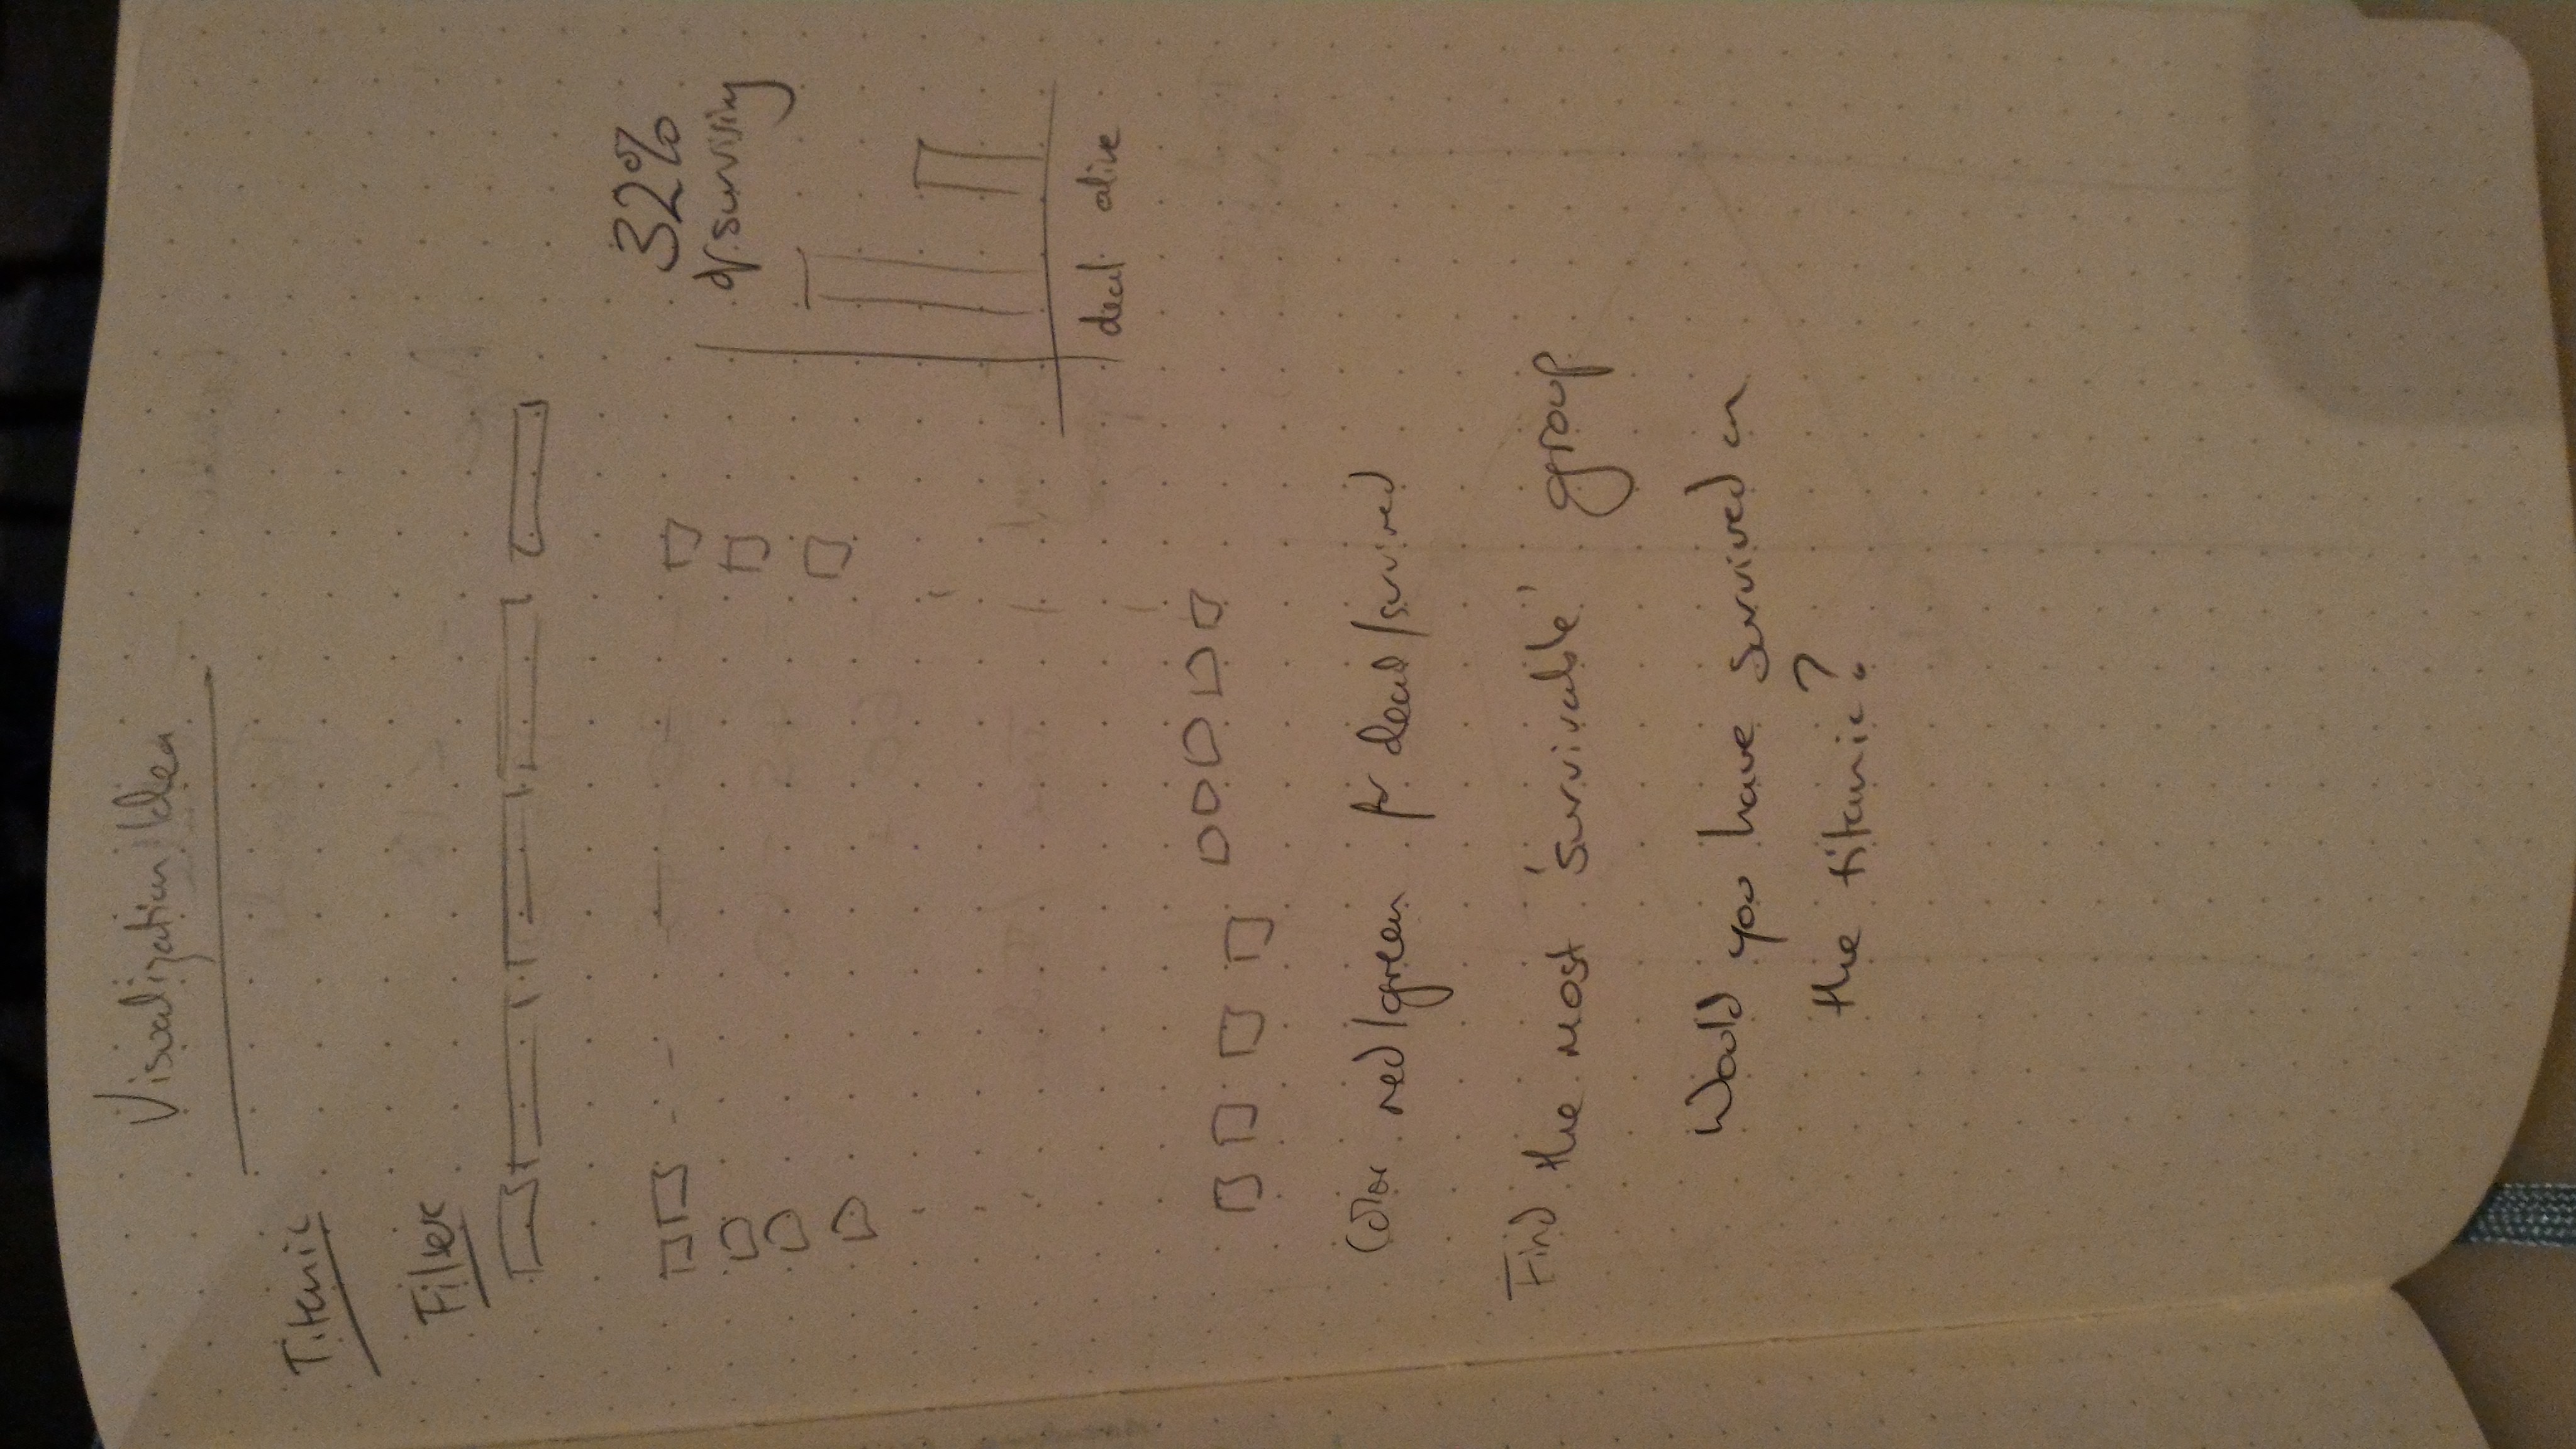 Visualization Idea
Titanic
Filter
32%
of surviving
dead alive
Color red/green for dead/survived
Find the most 'survivable' group
Would you have survived on
the titanic?